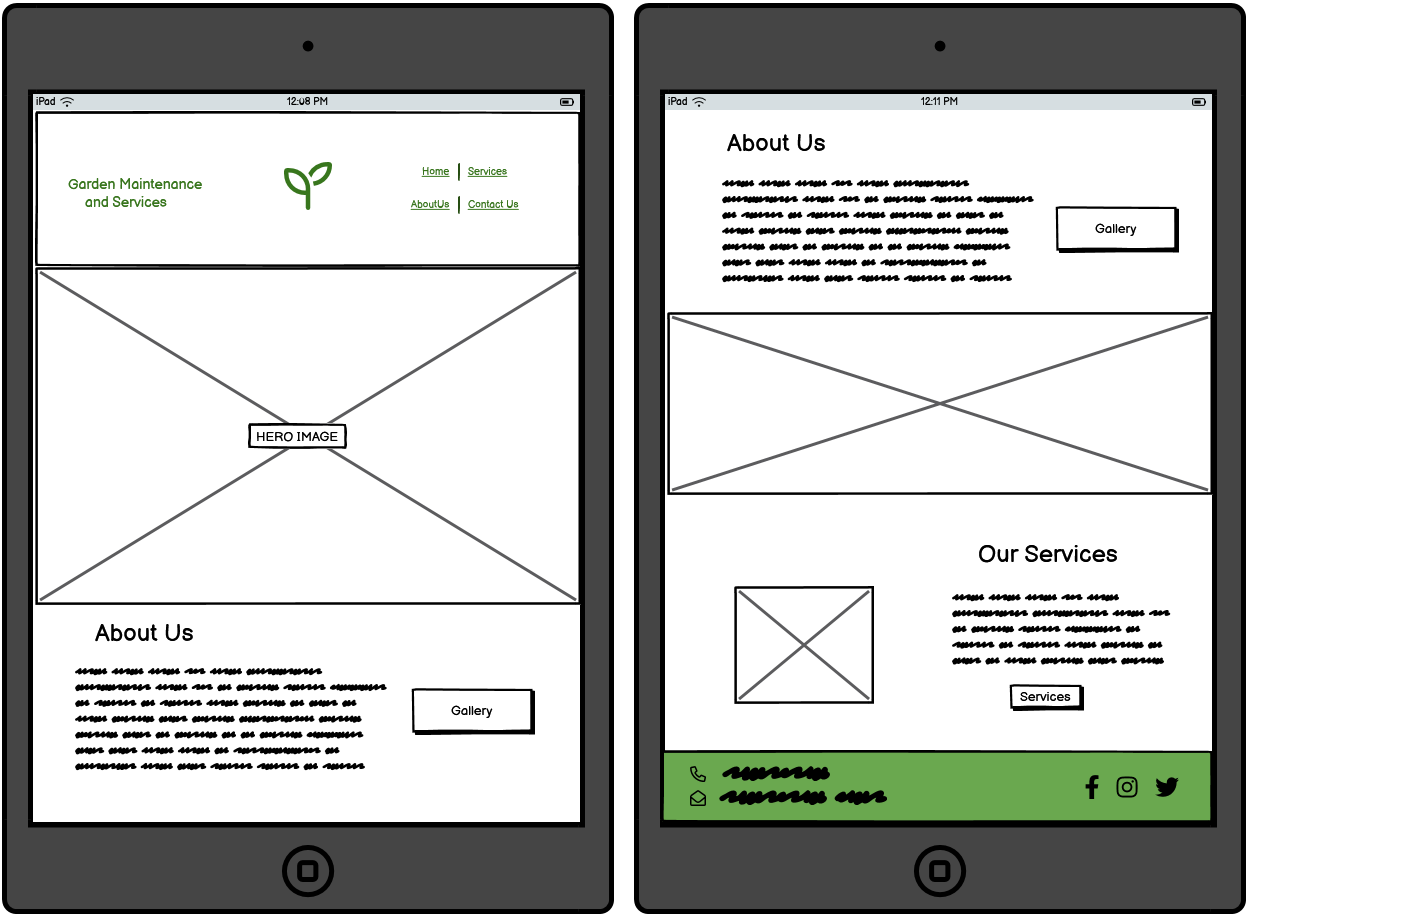 iPad
12:08 PM
Garden Maintenance
and Services
Home
Services
AboutUs
Contact Us
HERO IMAGE
About Us
Gallery
iPad
12:11 PM
About Us
Gallery
Our Services
Services